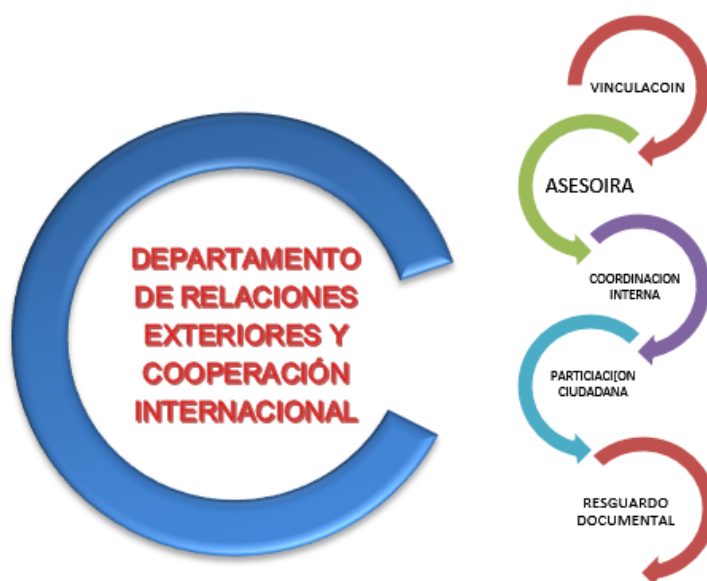 DEPARTAMENTO
DE RELACIONES
EXTERIORES Y
COOPERACIÓN
INTERNACIONAL
VINCULACOIN
ASESOIRA
COORDINACION
INTERNA
PARTICIACI[ON
CIUDADANA
RESGUARDO
DOCUMENTAL